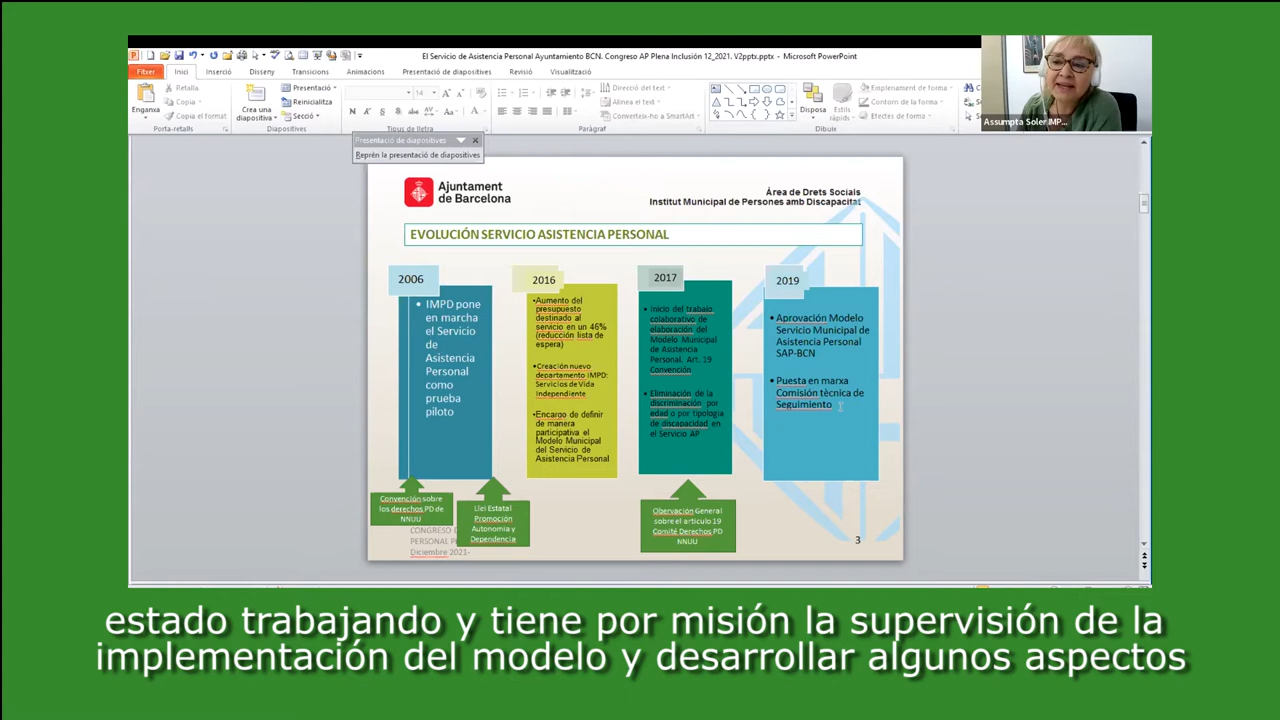 El Servicio de Asistencia Personal Ayuntamiento BCN. Congreso AP Plena Inclusión 12_2021. V2pptx.pptx - Microsoft PowerPoint
Fitxer Inici Inserció Disseny Transicions Animacions Presentació de diapositives Revisió Visualització
Enganxa
Retalla
Copia
Copia el format
Porta-retalls
Crea una
diapositiva
Presentació
Reinicialitza
Secció
Diapositives
14
Tipus de lletra
Direcció del text
Alinea el text
Converteix-ho a SmartArt
Paràgraf
Disposa
Estils
ràpids
Emplenament de forma
Contorn de la forma
Efectes de forma
Dibuix
Assumpta Soler IMP...
Presentació de diapositives
Reprèn la presentació de diapositives
Ajuntament
de Barcelona
Àrea de Drets Socials
Institut Municipal de Persones amb Discapacitat
EVOLUCIÓN SERVICIO ASISTENCIA PERSONAL
2006
• IMPD pone
en marcha
el Servicio
de
Asistencia
Personal
como
prueba
piloto
2016
•Aumento del
presupuesto
destinado al
servicio en un 46%
(reducción lista de
espera)
•Creación nuevo
departamento IMPD:
Servicios de Vida
Independiente
•Encargo de definir
de manera
participativa el
Modelo Municipal
del Servicio de
Asistencia Personal
2017
• Inicio del trabajo
colaborativo de
elaboración del
Modelo Municipal
de Asistencia
Personal. Art. 19
Convención
• Eliminación de la
discriminación por
edad o por tipología
de discapacidad en
el Servicio AP
2019
• Aprovación Modelo
Servicio Municipal de
Asistencia Personal
SAP-BCN
• Puesta en marxa
Comisión tècnica de
Seguimiento
Convención sobre
los derechos PD de
NNUU
Llei Estatal
Promoción
Autonomia y
Dependencia
Obervación General
sobre el articulo 19
Comité Derechos PD
NNUU
CONGRESO
PERSONAL
Diciembre 2021-
3
estado trabajando y tiene por misión la supervisión de la
implementación del modelo y desarrollar algunos aspectos